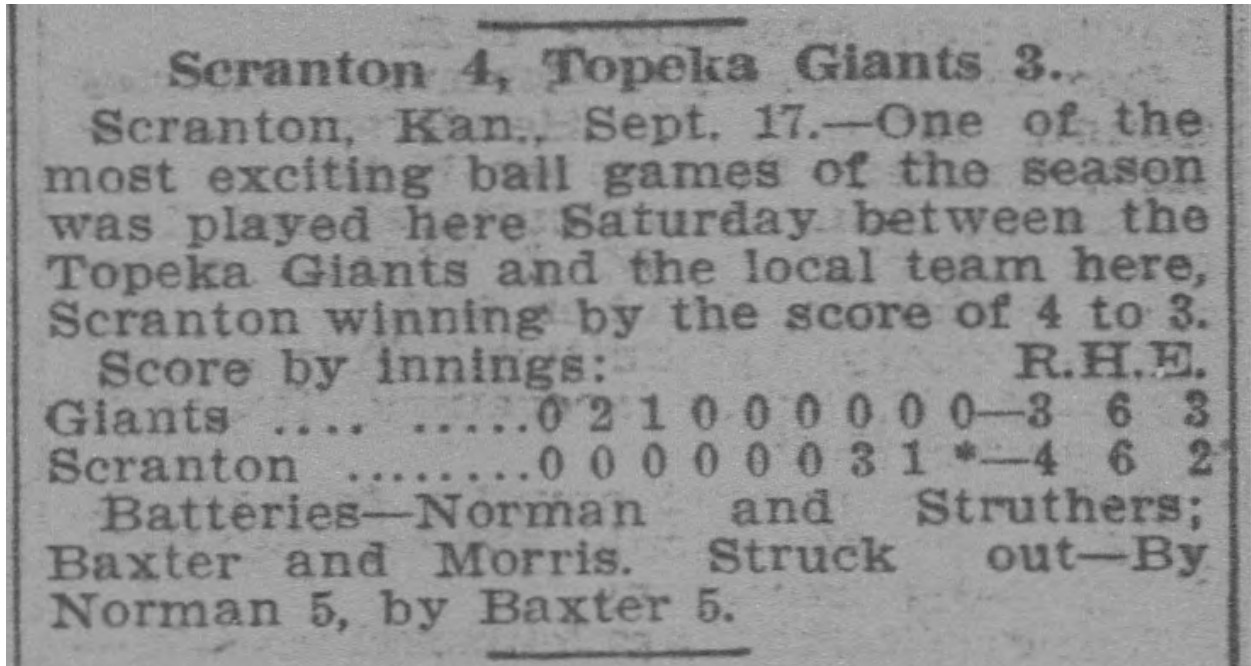 Scranton 4, Topeka Giants 3.
Scranton, Kan., Sept. 17.—One of the
most exciting ball games of the season
was played here Saturday between the
Topeka Giants and the local team here,
Scranton winning by the score of 4 to 3.
Score by innings: R.H.E.
Giants .... .....0 2 1 0 0 0 0 0 0—3 6 3
Scranton .........0 0 0 0 0 0 3 1 *—4 6 2
Batteries—Norman and Struthers;
Baxter and Morris. Struck out—By
Norman 5, by Baxter 5.